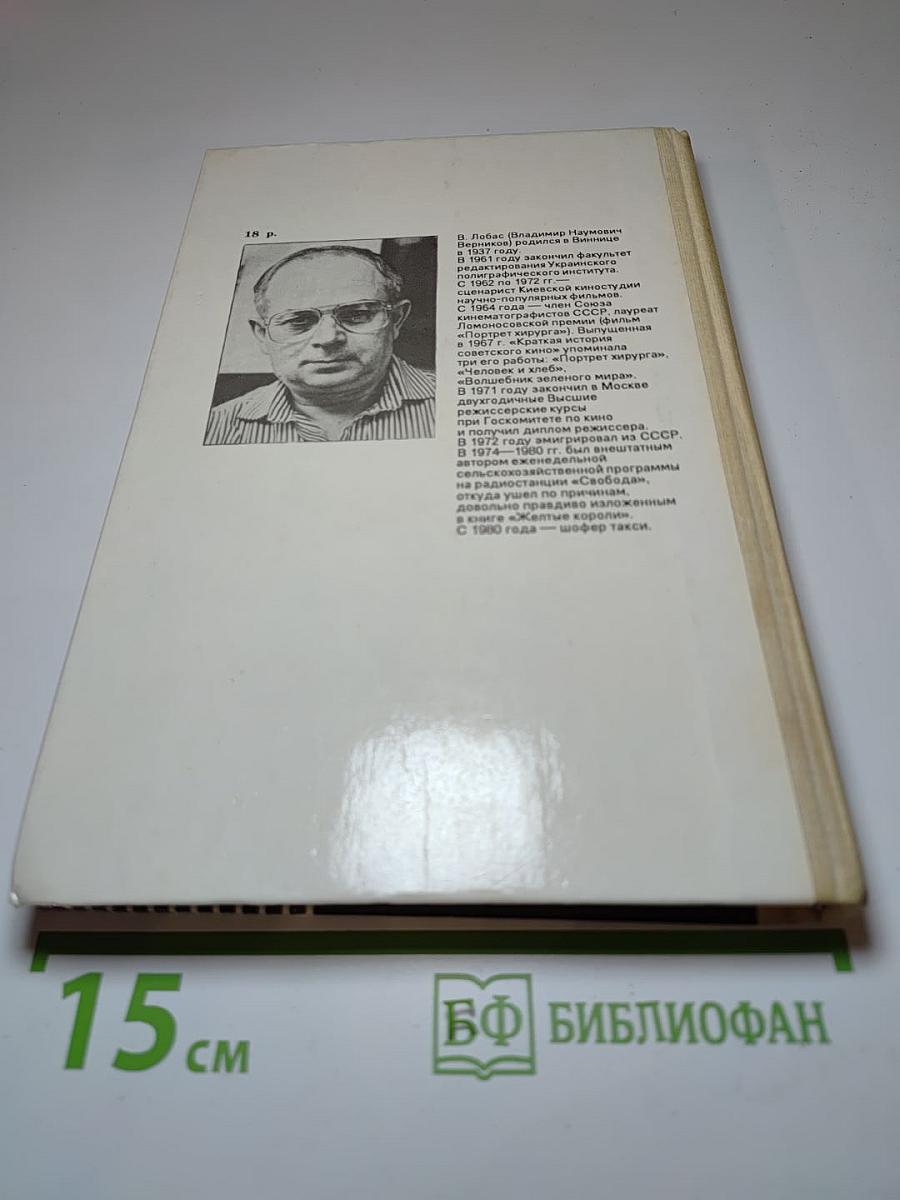 18 р.
В. Лобас (Владимир Наумович
Верников) родился в Виннице
в 1937 году.
В 1961 году закончил факультет
редактирования Украинского
полиграфического института.
С 1962 по 1972 гг.—
сценарист Киевской киностудии
научно-популярных фильмов.
С 1964 года — член Союза
кинематографистов СССР, лауреат
Ломоносовской премии (фильм
«Портрет хирурга»). Выпущенная
в 1967 г. «Краткая история
советского кино» упоминала
три его работы: «Портрет хирурга»,
«Человек и хлеб»,
«Волшебник зеленого мира».
В 1971 году закончил в Москве
двухгодичные Высшие
режиссерские курсы
при Госкомитете по кино
и получил диплом режиссера.
В 1972 году эмигрировал из СССР.
В 1974—1980 гг. был внештатным
автором еженедельной
сельскохозяйственной программы
на радиостанции «Свобода»,
откуда ушел по причинам,
довольно правдиво изложенным
в книге «Желтые короли».
С 1980 года — шофер такси.
15 см
БФ БИБЛИОФАН